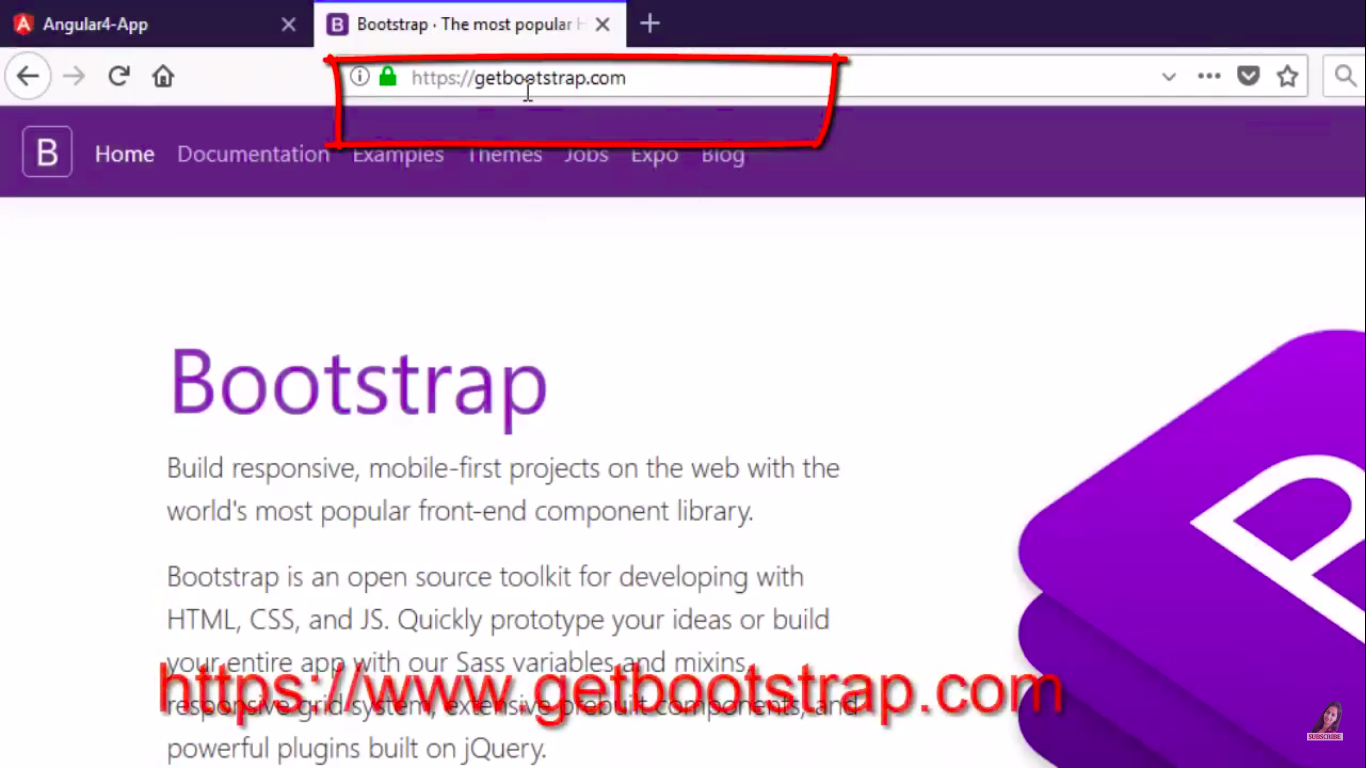 Angular4-App
Bootstrap · The most popular
https://getbootstrap.com
B Home Documentation Examples Themes Jobs Expo Blog
Bootstrap
Build responsive, mobile-first projects on the web with the
world's most popular front-end component library.
Bootstrap is an open source toolkit for developing with
HTML, CSS, and JS. Quickly prototype your ideas or build
your entire app with our Sass variables and mixins,
https://www.getbootstrap.com
responsive grid system, extensive prebuilt components, and
powerful plugins built on jQuery.
SUBSCRIBE